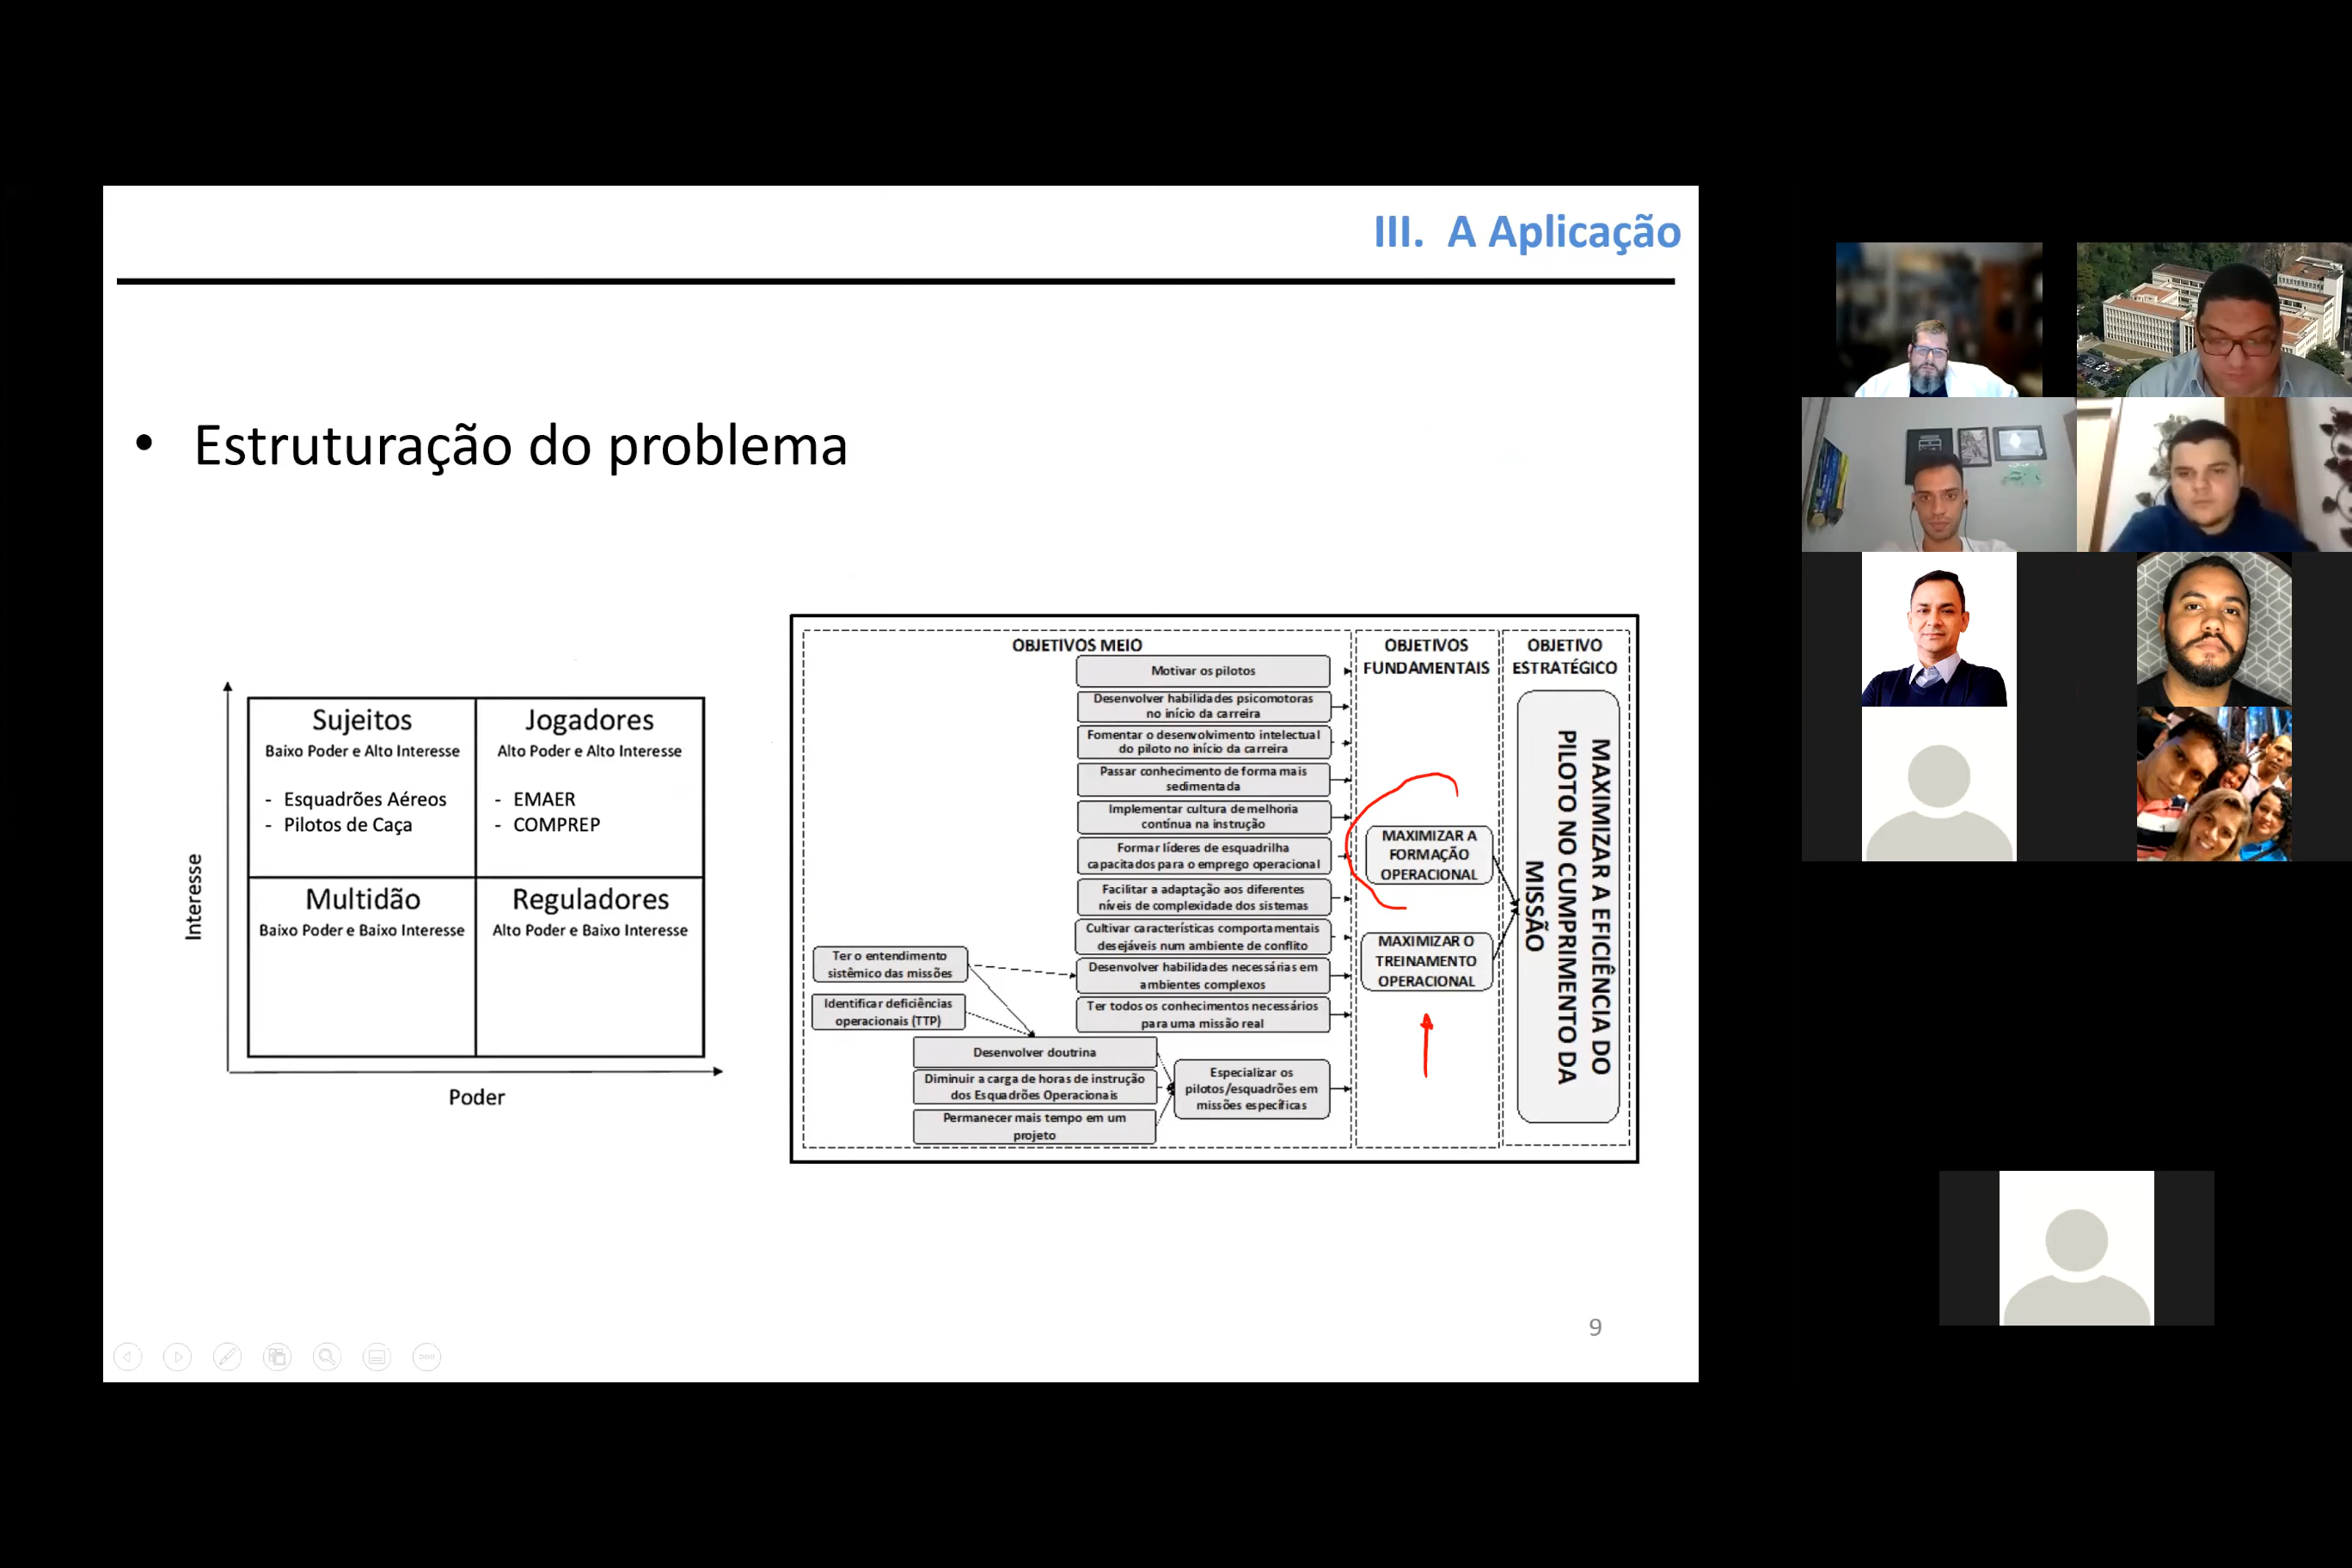 III. A Aplicação
• Estruturação do problema
Sujeitos
Baixo Poder e Alto Interesse
- Esquadrões Aéreos
- Pilotos de Caça
Jogadores
Alto Poder e Alto Interesse
- EMAER
- COMPREP
Multidão
Baixo Poder e Baixo Interesse
Reguladores
Alto Poder e Baixo Interesse
Interesse
Poder
OBJETIVOS MEIO
Motivar os pilotos
Desenvolver habilidades psicomotoras
no início da carreira
Fomentar o desenvolvimento intelectual
do piloto no início da carreira
Passar conhecimento de forma mais
sedimentada
Implementar cultura de melhoria
contínua na instrução
Formar líderes de esquadrilha
capacitados para o emprego operacional
Facilitar a adaptação aos diferentes
níveis de complexidade dos sistemas
Cultivar características comportamentais
desejáveis num ambiente de conflito
Ter o entendimento
sistêmico das missões
Desenvolver habilidades necessárias em
ambientes complexos
Identificar deficiências
operacionais (TTP)
Ter todos os conhecimentos necessários
para uma missão real
Desenvolver doutrina
Diminuir a carga de horas de instrução
dos Esquadrões Operacionais
Permanecer mais tempo em um
projeto
Especializar os
pilotos/esquadrões em
missões específicas
OBJETIVOS
FUNDAMENTAIS
MAXIMIZAR A
FORMAÇÃO
OPERACIONAL
MAXIMIZAR O
TREINAMENTO
OPERACIONAL
OBJETIVO
ESTRATÉGICO
MAXIMIZAR A EFICIÊNCIA DO
PILOTO NO CUMPRIMENTO DA
MISSÃO
9